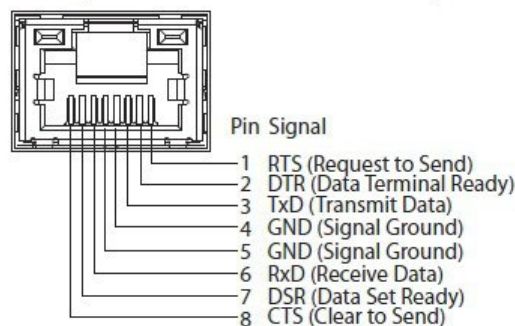 Pin Signal
1 RTS (Request to Send)
2 DTR (Data Terminal Ready)
3 TxD (Transmit Data)
4 GND (Signal Ground)
5 GND (Signal Ground)
6 RxD (Receive Data)
7 DSR (Data Set Ready)
8 CTS (Clear to Send)